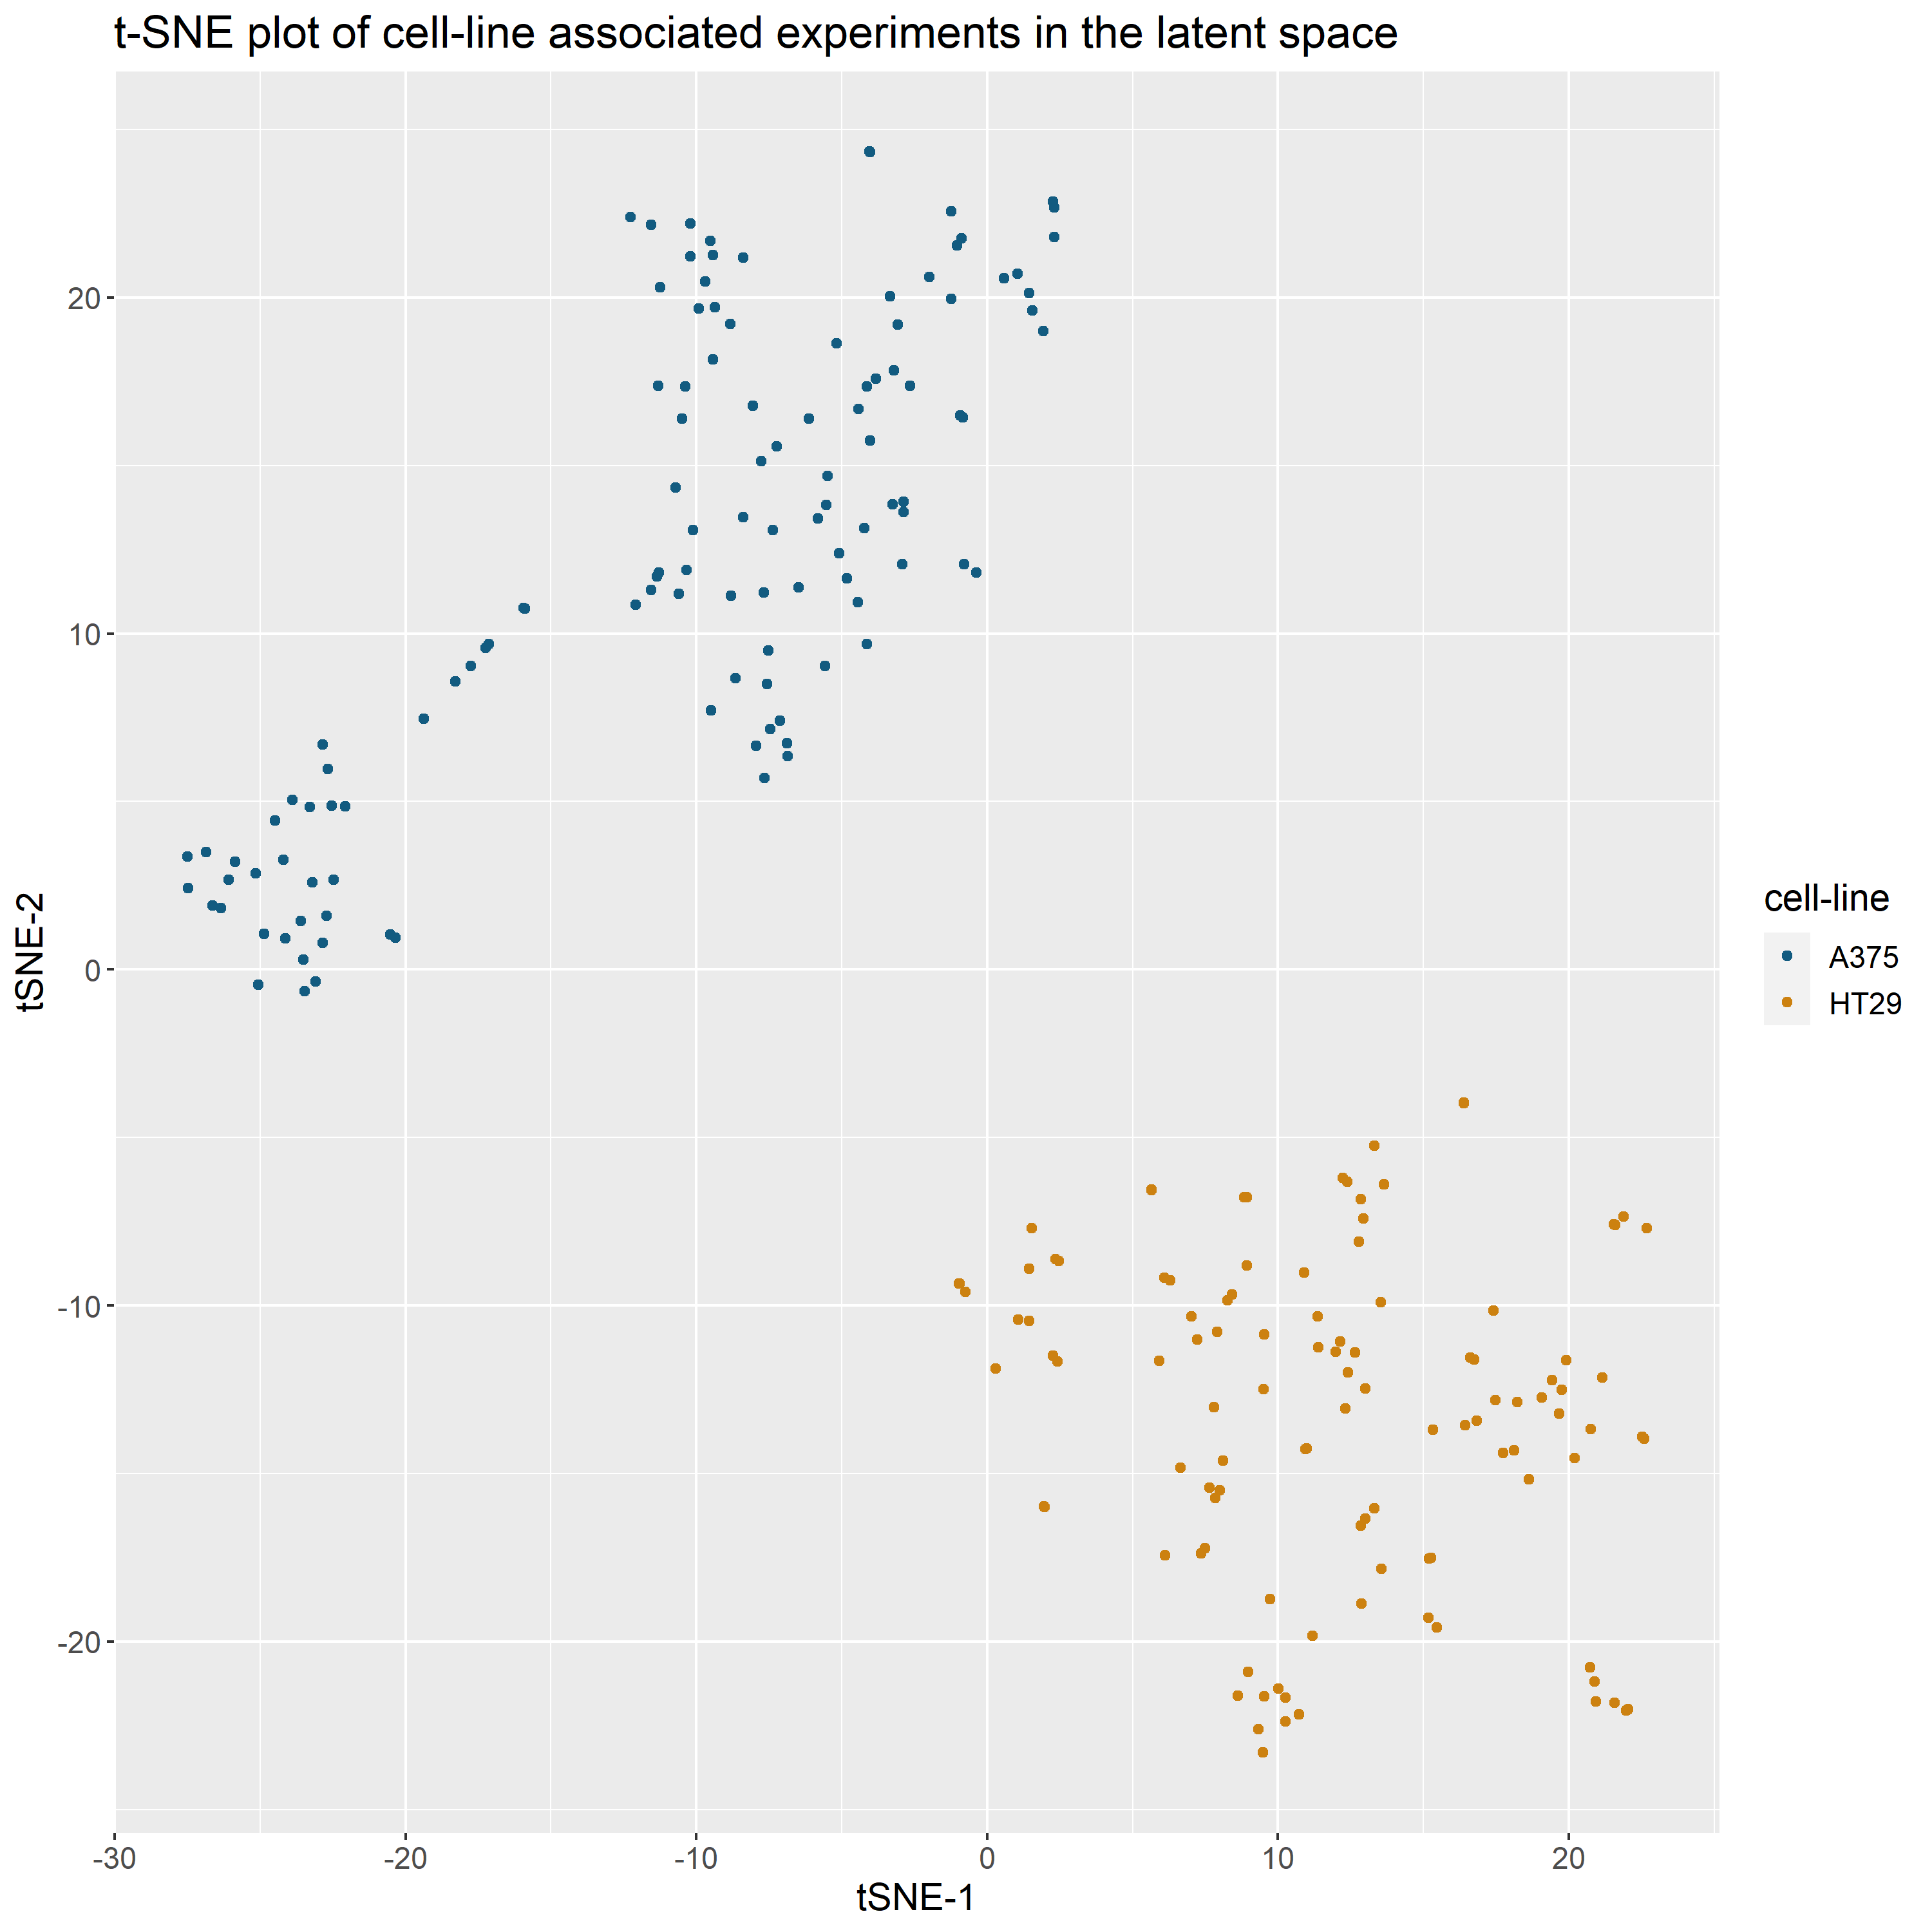 t-SNE plot of cell-line associated experiments in the latent space
tSNE-2
20
10
0
-10
-20
-30
-20
-10
0
10
20
tSNE-1
cell-line
A375
HT29